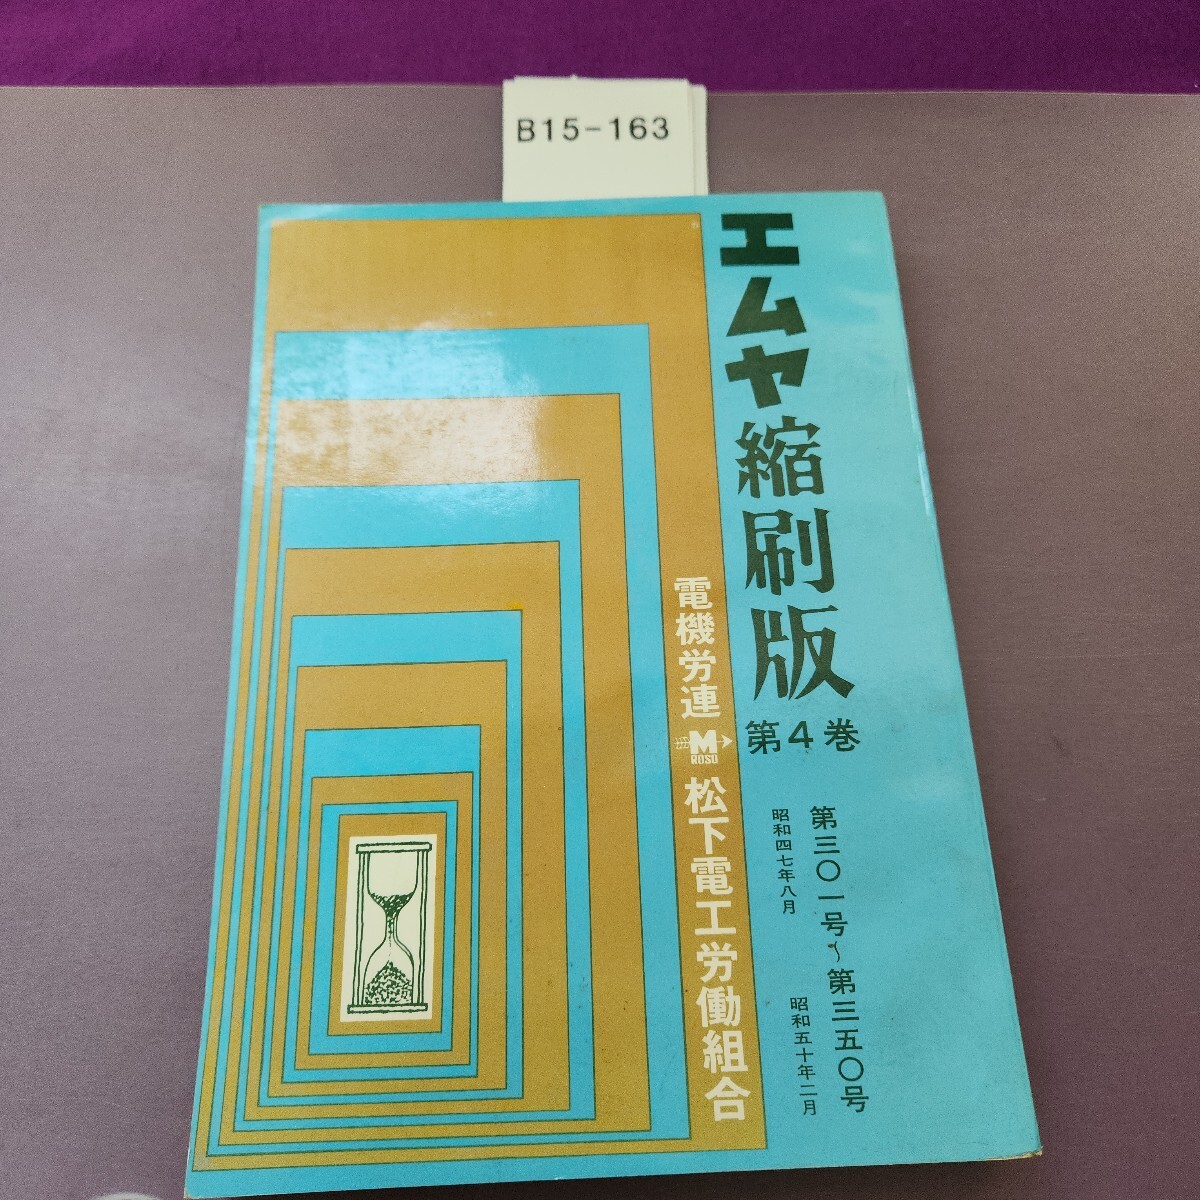 B15-163
エムヤ縮刷版
第4巻
第三〇一号〜第三五〇号
昭和四七年八月
昭和五十年二月
電機労連
M
ROSO
松下電工労働組合